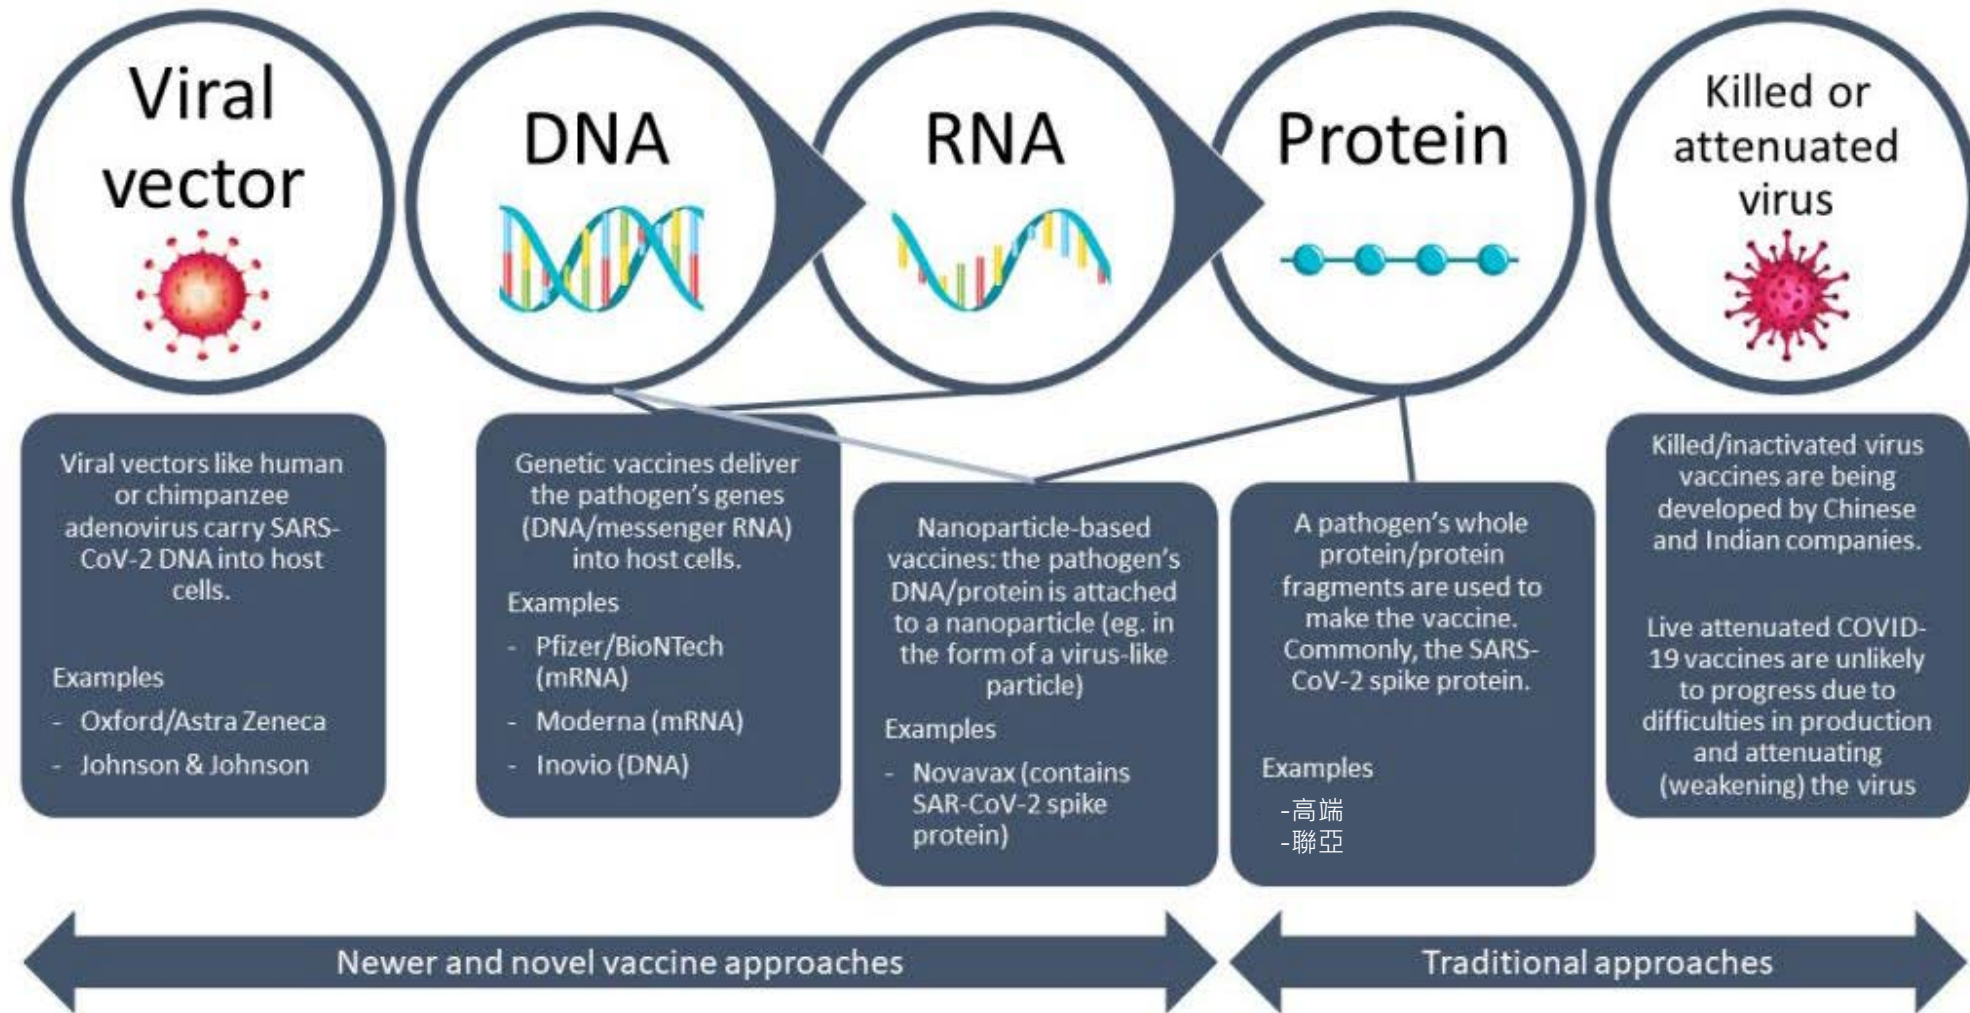 Viral
vector
DNA
RNA
Protein
Killed or
attenuated
virus
Viral vectors like human
or chimpanzee
adenovirus carry SARS-
CoV-2 DNA into host
cells.
Examples
- Oxford/Astra Zeneca
- Johnson & Johnson
Genetic vaccines deliver
the pathogen's genes
(DNA/messenger RNA)
into host cells.
Examples
- Pfizer/BioNTech
(mRNA)
- Moderna (mRNA)
- Inovio (DNA)
Nanoparticle-based
vaccines: the pathogen's
DNA/protein is attached
to a nanoparticle (eg. in
the form of a virus-like
particle)
Examples
- Novavax (contains
SAR-CoV-2 spike
protein)
A pathogen's whole
protein/protein
fragments are used to
make the vaccine.
Commonly, the SARS-
CoV-2 spike protein.
Examples
-高端
-聯亞
Killed/inactivated virus
vaccines are being
developed by Chinese
and Indian companies.
Live attenuated COVID-
19 vaccines are unlikely
to progress due to
difficulties in production
and attenuating
(weakening) the virus
Newer and novel vaccine approaches
Traditional approaches